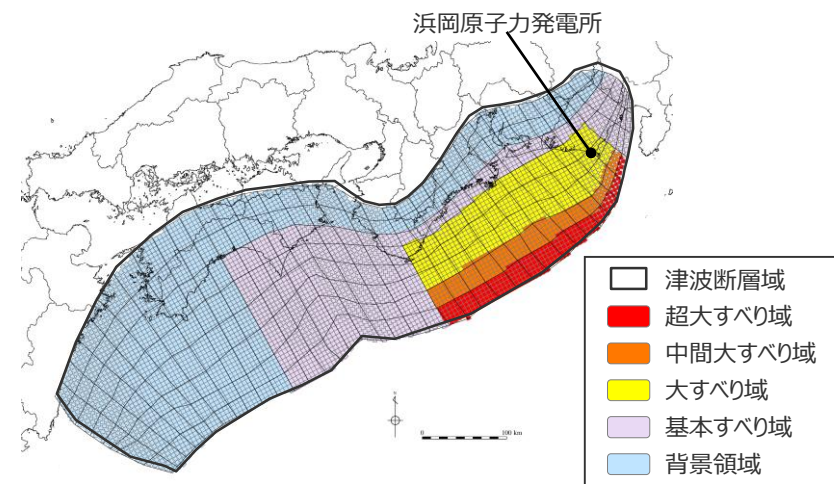 浜岡原子力発電所
津波断層域
超大すべり域
中間大すべり域
大すべり域
基本すべり域
背景領域
0 100 km